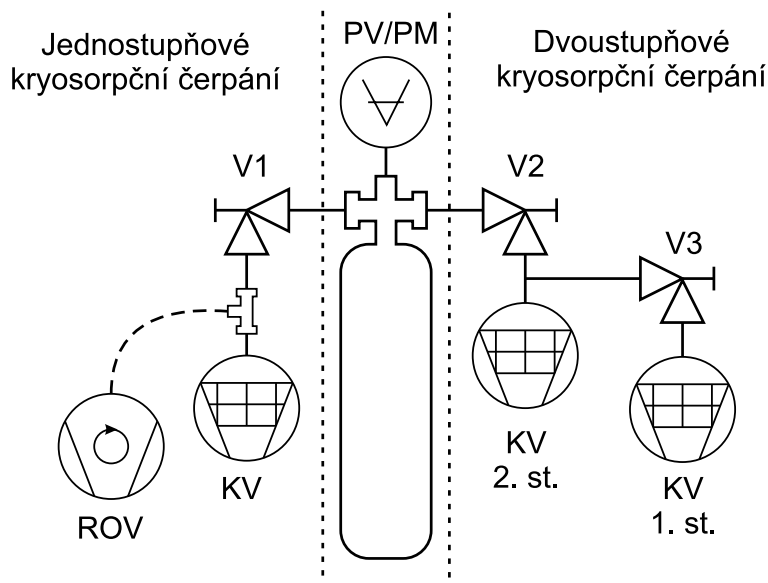 Jednostupňové
kryosorpční čerpání
PV/PM
Dvoustupňové
kryosorpční čerpání
V1
V2
V3
KV
ROV
KV
2. st.
KV
1. st.